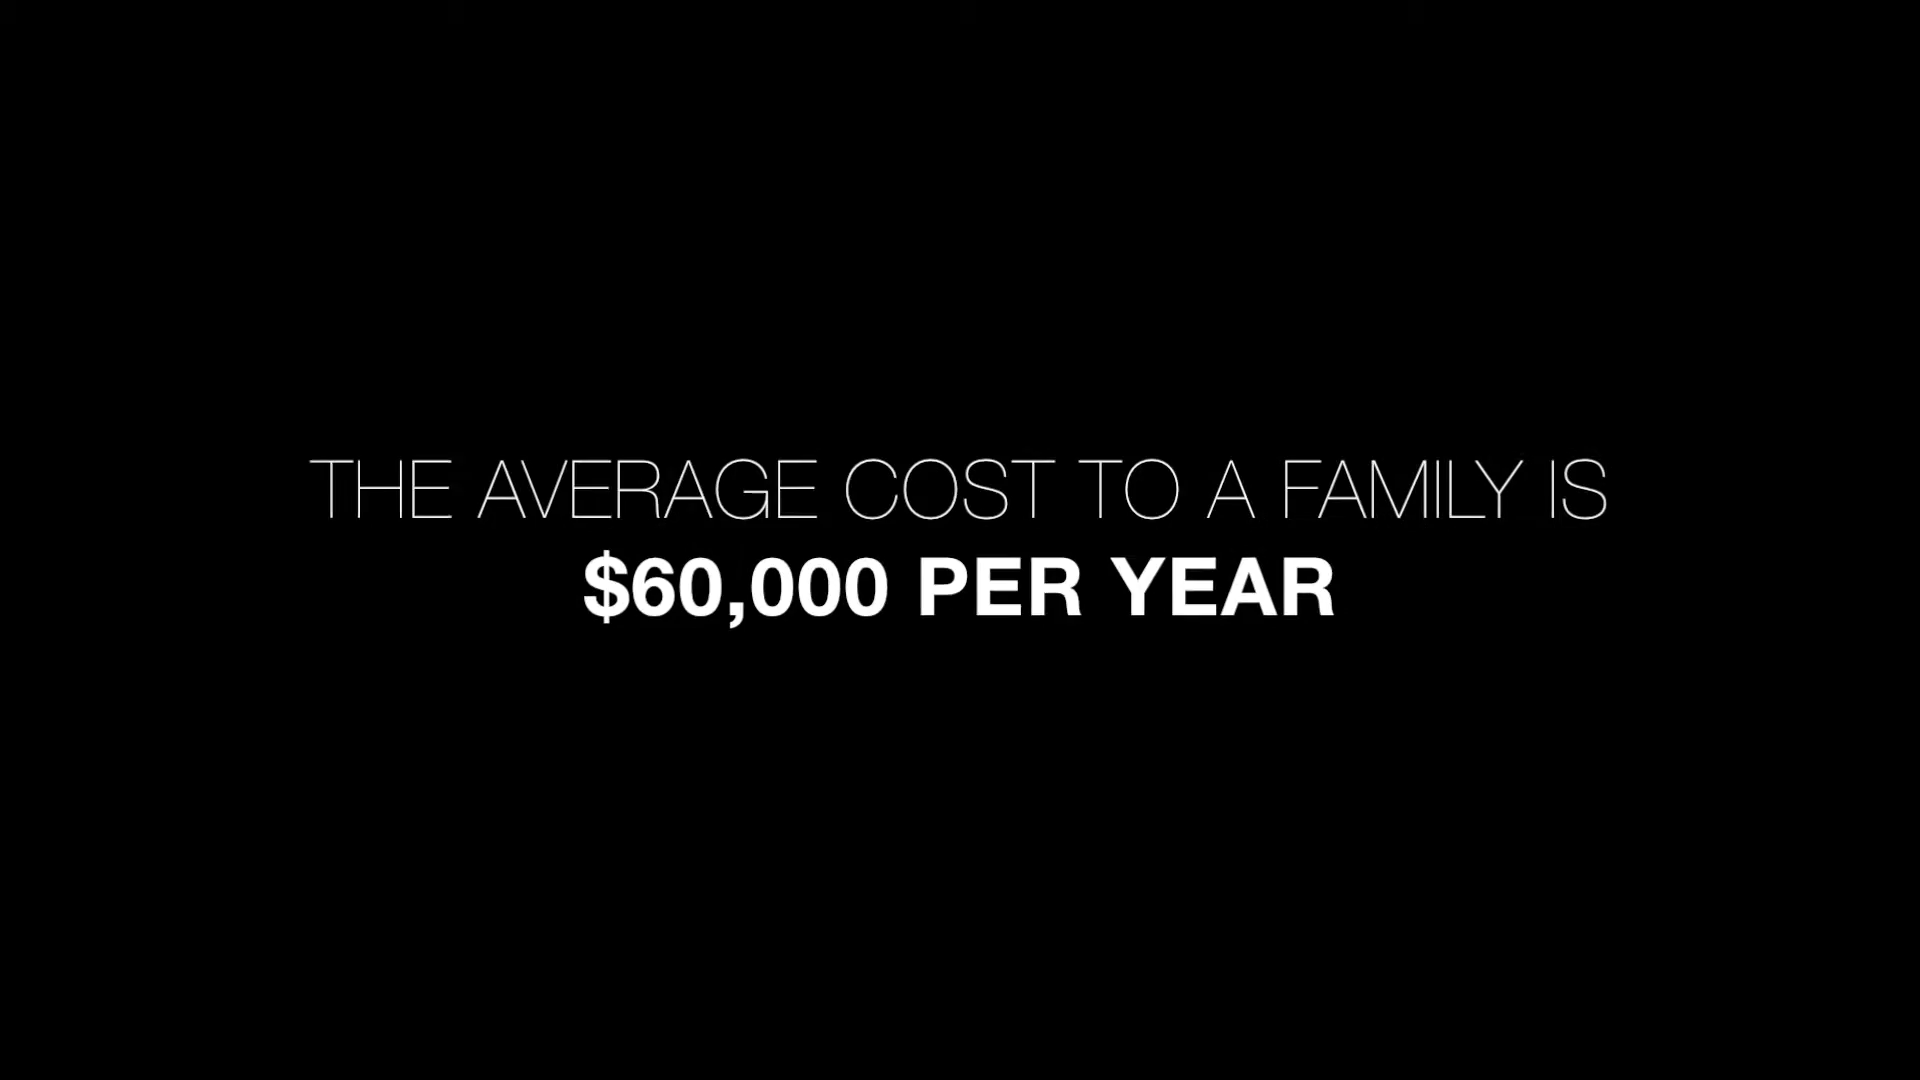 THE AVERAGE COST TO A FAMILY IS
$60,000 PER YEAR